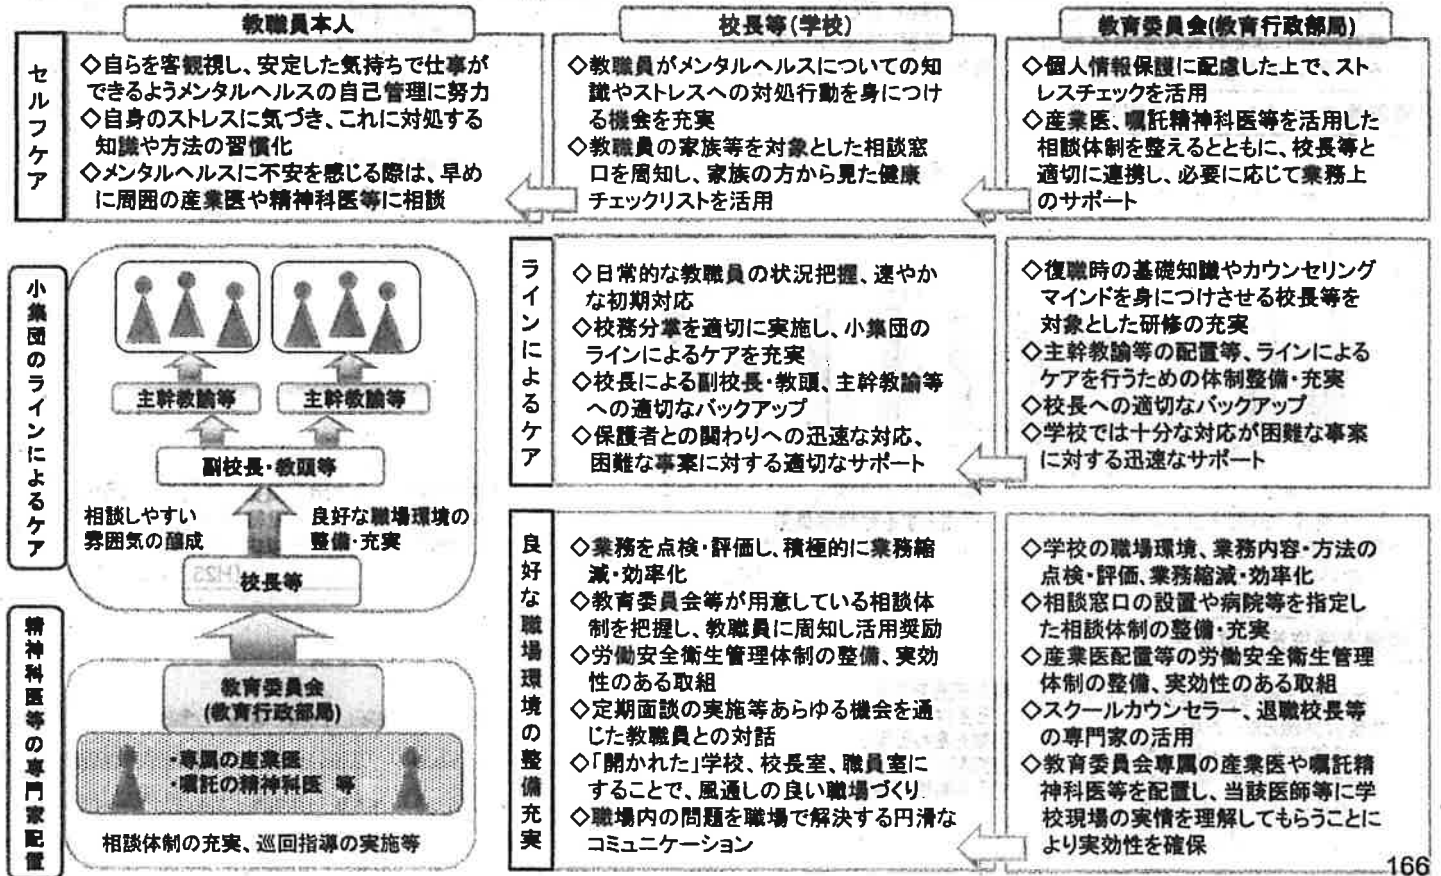 教職員本人
校長等(学校)
教育委員会(教育行政部局)
セルフケア
◇自らを客観視し、安定した気持ちで仕事が
できるようメンタルヘルスの自己管理に努力
◇自身のストレスに気づき、これに対処する
知識や方法の習慣化
◇メンタルヘルスに不安を感じる際は、早め
に周囲の産業医や精神科医等に相談
◇教職員がメンタルヘルスについての知
識やストレスへの対処行動を身につけ
る機会を充実
◇教職員の家族等を対象とした相談窓
口を周知し、家族の方から見た健康
チェックリストを活用
◇個人情報保護に配慮した上で、スト
レスチェックを活用
◇産業医、嘱託精神科医等を活用した
相談体制を整えるとともに、校長等と
適切に連携し、必要に応じて業務上
のサポート
小集団のラインによるケア
主幹教諭等
主幹教諭等
副校長・教頭等
相談しやすい
雰囲気の醸成
良好な職場環境の
整備・充実
校長等
ラインによるケア
◇日常的な教職員の状況把握、速やか
な初期対応
◇校務分掌を適切に実施し、小集団の
ラインによるケアを充実
◇校長による副校長・教頭、主幹教諭等
への適切なバックアップ
◇保護者との関わりへの迅速な対応、
困難な事案に対する適切なサポート
◇復職時の基礎知識やカウンセリング
マインドを身につけさせる校長等を
対象とした研修の充実
◇主幹教諭等の配置等、ラインによる
ケアを行うための体制整備・充実
◇校長への適切なバックアップ
◇学校では十分な対応が困難な事案
に対する迅速なサポート
精神科医等の専門家配置
教育委員会
(教育行政部局)
・専属の産業医
・嘱託の精神科医 等
相談体制の充実、巡回指導の実施等
良好な職場環境の整備充実
◇業務を点検・評価し、積極的に業務縮
減・効率化
◇教育委員会等が用意している相談体
制を把握し、教職員に周知し活用奨励
◇労働安全衛生管理体制の整備、実効
性のある取組
◇定期面談の実施等あらゆる機会を通
じた教職員との対話
◇「開かれた」学校、校長室、職員室に
することで、風通しの良い職場づくり
◇職場内の問題を職場で解決する円滑な
コミュニケーション
◇学校の職場環境、業務内容・方法の
点検・評価、業務縮減・効率化
◇相談窓口の設置や病院等を指定し
た相談体制の整備・充実
◇産業医配置等の労働安全衛生管理
体制の整備、実効性のある取組
◇スクールカウンセラー、退職校長等
の専門家の活用
◇教育委員会専属の産業医や嘱託精
神科医等を配置し、当該医師等に学
校現場の実情を理解してもらうことに
より実効性を確保
166